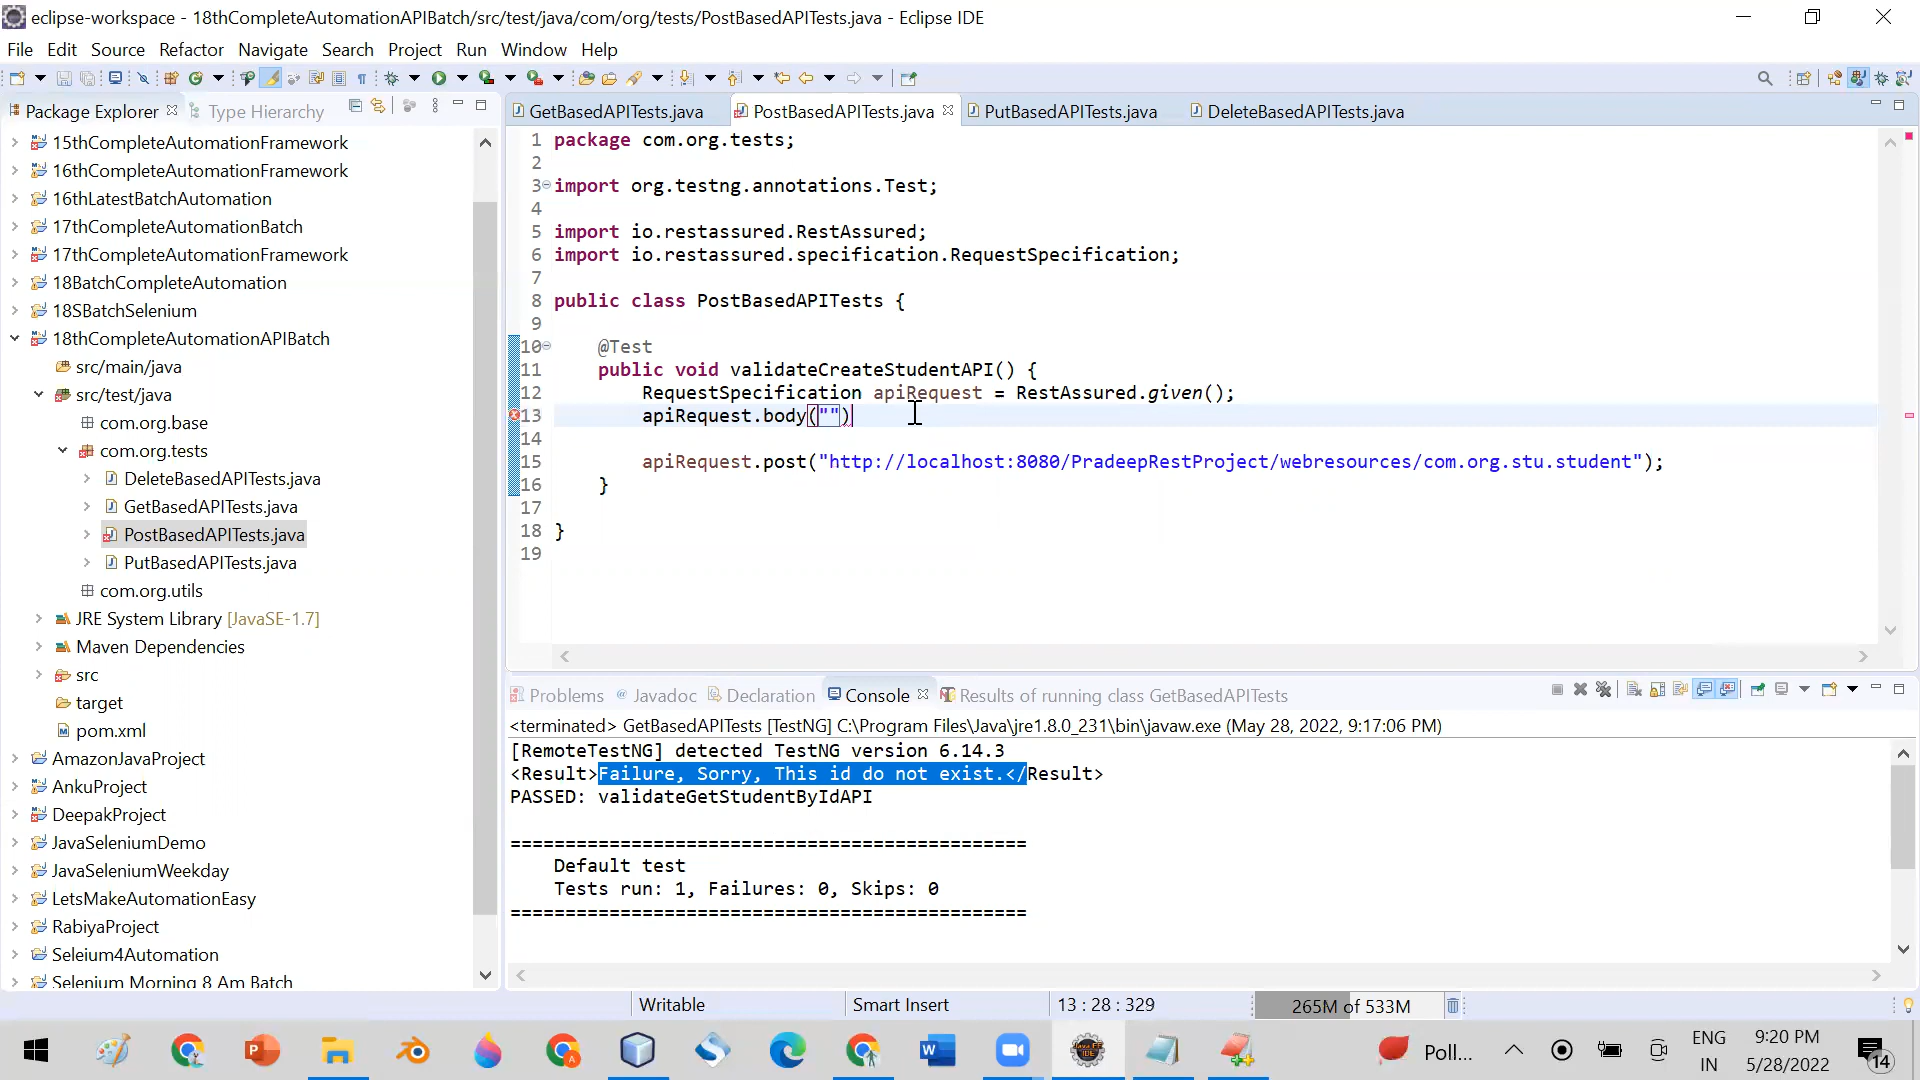 eclipse-workspace - 18thCompleteAutomationAPIBatch/src/test/java/com/org/tests/PostBasedAPITests.java - Eclipse IDE
File Edit Source Refactor Navigate Search Project Run Window Help
Package Explorer Type Hierarchy
15thCompleteAutomationFramework
16thCompleteAutomationFramework
16thLatestBatchAutomation
17thCompleteAutomationBatch
17thCompleteAutomationFramework
18BatchCompleteAutomation
18SBatchSelenium
18thCompleteAutomationAPIBatch
src/main/java
src/test/java
com.org.base
com.org.tests
DeleteBasedAPITests.java
GetBasedAPITests.java
PostBasedAPITests.java
PutBasedAPITests.java
com.org.utils
JRE System Library [JavaSE-1.7]
Maven Dependencies
src
target
pom.xml
AmazonJavaProject
AnkuProject
DeepakProject
JavaSeleniumDemo
JavaSeleniumWeekday
LetsMakeAutomationEasy
RabiyaProject
Seleium4Automation
Selenium Morning 8 Am Batch
GetBasedAPITests.java PostBasedAPITests.java PutBasedAPITests.java DeleteBasedAPITests.java
1 package com.org.tests;
2
3 import org.testng.annotations.Test;
4
5 import io.restassured.RestAssured;
6 import io.restassured.specification.RequestSpecification;
7
8 public class PostBasedAPITests {
9
10 @Test
11 public void validateCreateStudentAPI() {
12 RequestSpecification apiRequest = RestAssured.given();
13 apiRequest.body("")
14
15 apiRequest.post("http://localhost:8080/PradeepRestProject/webresources/com.org.stu.student");
16 }
17
18 }
19
Problems Javadoc Declaration Console Results of running class GetBasedAPITests
<terminated> GetBasedAPITests [TestNG] C:\Program Files\Java\jre1.8.0_231\bin\javaw.exe (May 28, 2022, 9:17:06 PM)
[RemoteTestNG] detected TestNG version 6.14.3
<Result>Failure, Sorry, This id do not exist.</Result>
PASSED: validateGetStudentByIdAPI
===============================================
Default test
Tests run: 1, Failures: 0, Skips: 0
===============================================
Writable Smart Insert 13 : 28 : 329 265M of 533M
Poll... ENG IN 9:20 PM 5/28/2022 14